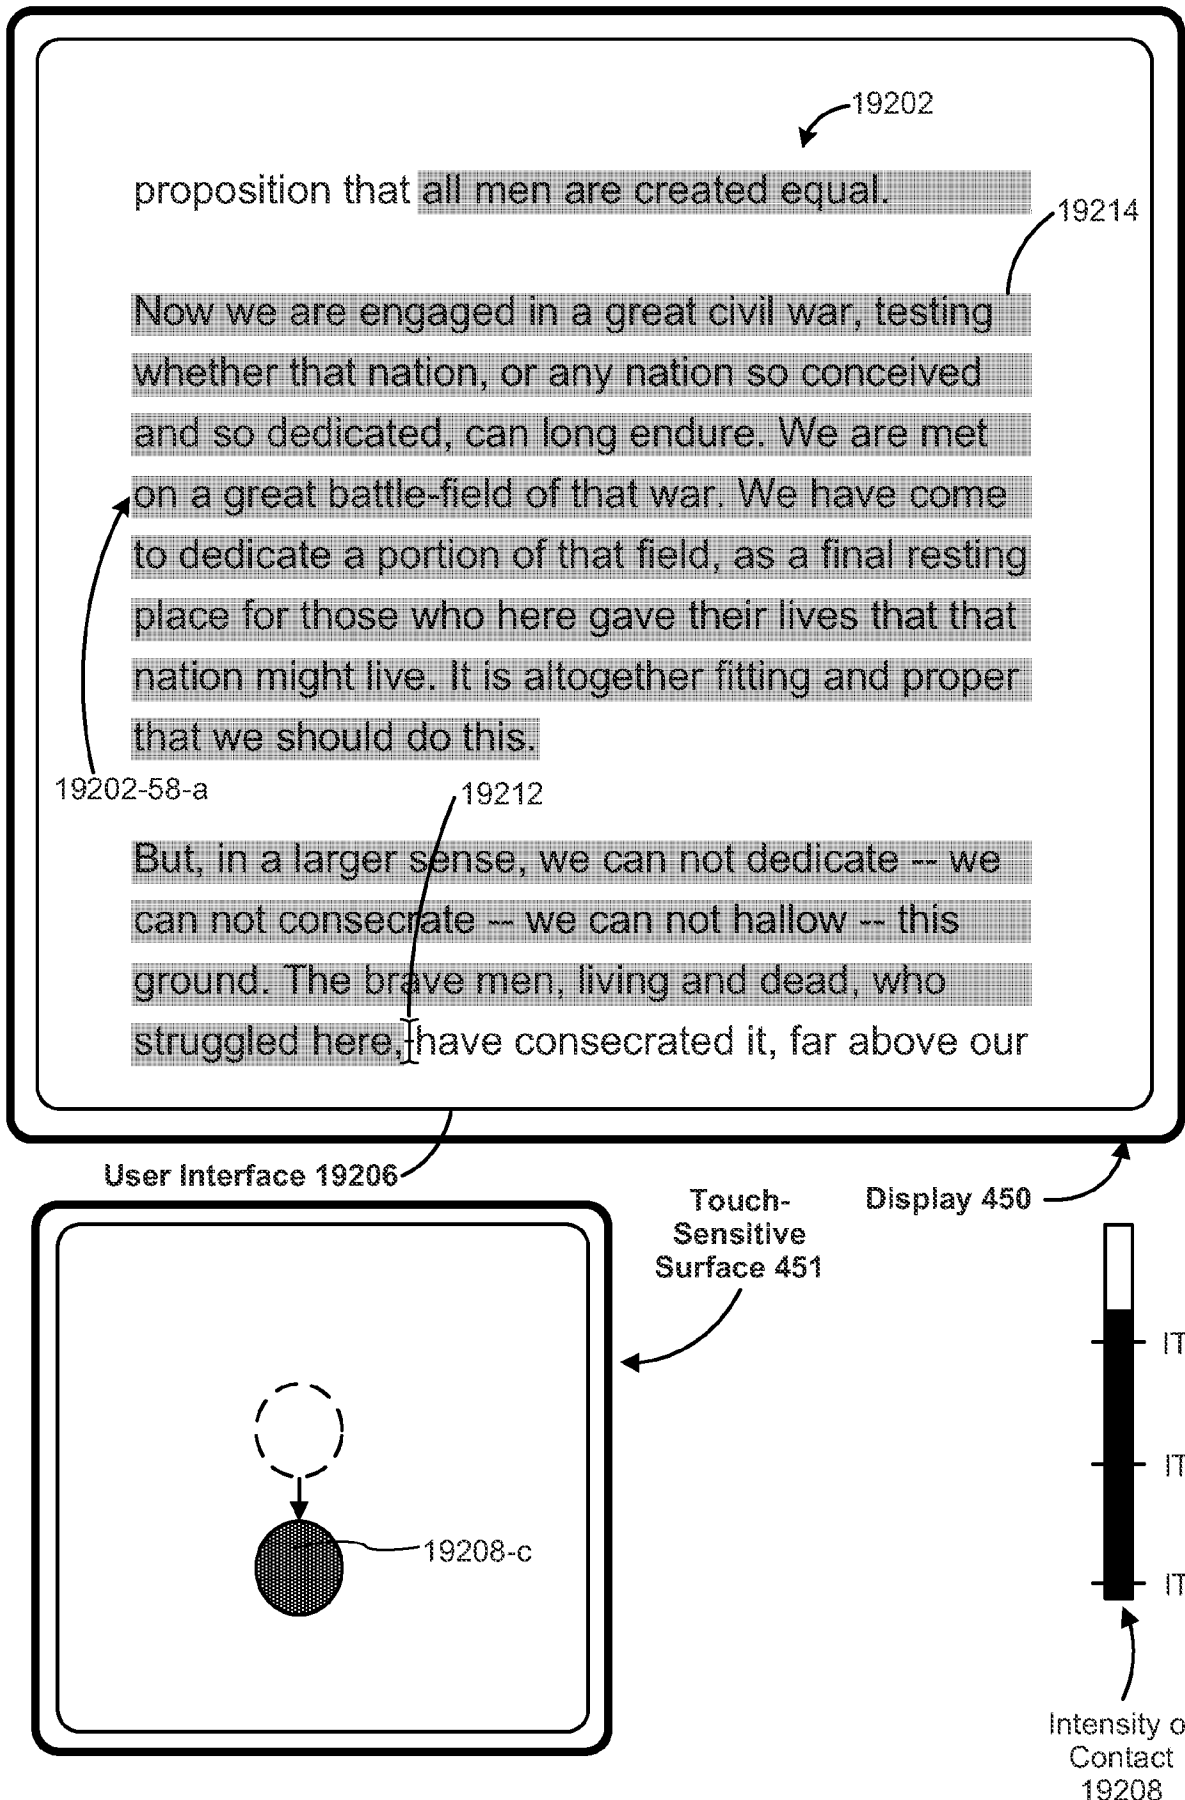 19202
proposition that all men are created equal.
19214
Now we are engaged in a great civil war, testing
whether that nation, or any nation so conceived
and so dedicated, can long endure. We are met
on a great battle-field of that war. We have come
to dedicate a portion of that field, as a final resting
place for those who here gave their lives that that
nation might live. It is altogether fitting and proper
that we should do this.
19202-58-a
19212
But, in a larger sense, we can not dedicate -- we
can not consecrate -- we can not hallow -- this
ground. The brave men, living and dead, who
struggled here, have consecrated it, far above our
User Interface 19206
Display 450
Touch-
Sensitive
Surface 451
19208-c
Intensity o
Contact
19208